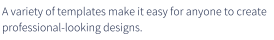 A variety of templates make it easy for anyone to create
professional-looking designs.